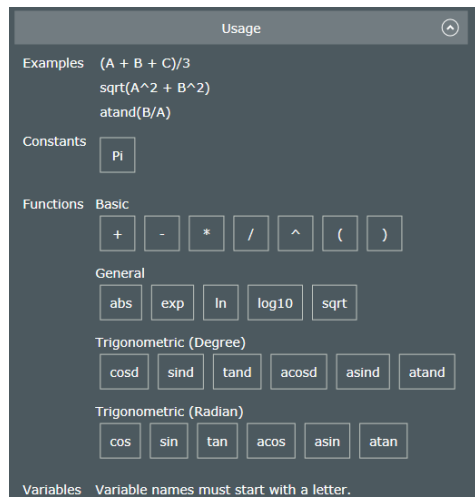 Usage
Examples (A + B + C)/3
sqrt(A^2 + B^2)
atand(B/A)
Constants
Pi
Functions Basic
+ - * / ^ ( )
General
abs exp ln log10 sqrt
Trigonometric (Degree)
cosd sind tand acosd asind atand
Trigonometric (Radian)
cos sin tan acos asin atan
Variables Variable names must start with a letter.